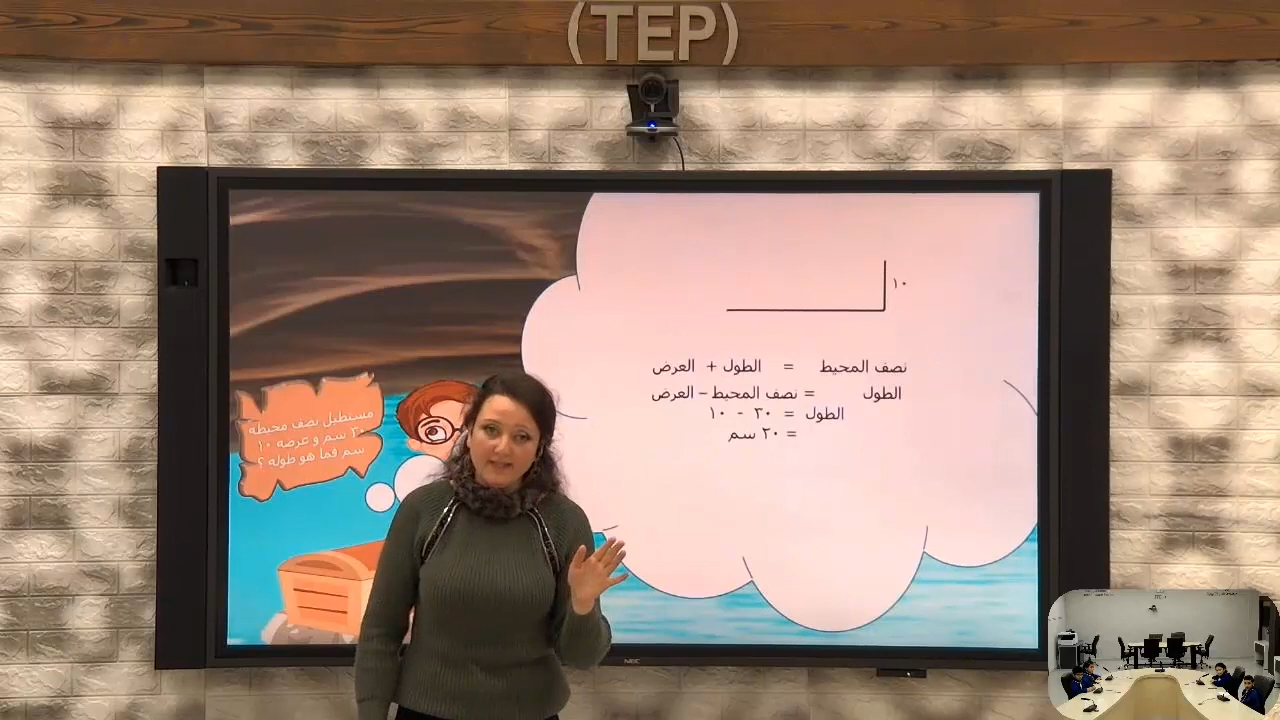 (TEP)
١٠
نصف المحيط = الطول + العرض
الطول = نصف المحيط – العرض
الطول = ٣٠ - ١٠
= ٢٠ سم
مستطيل نصف محيطه
٣٠ سم و عرضه ١٠
سم فما هو طوله ؟
NEC